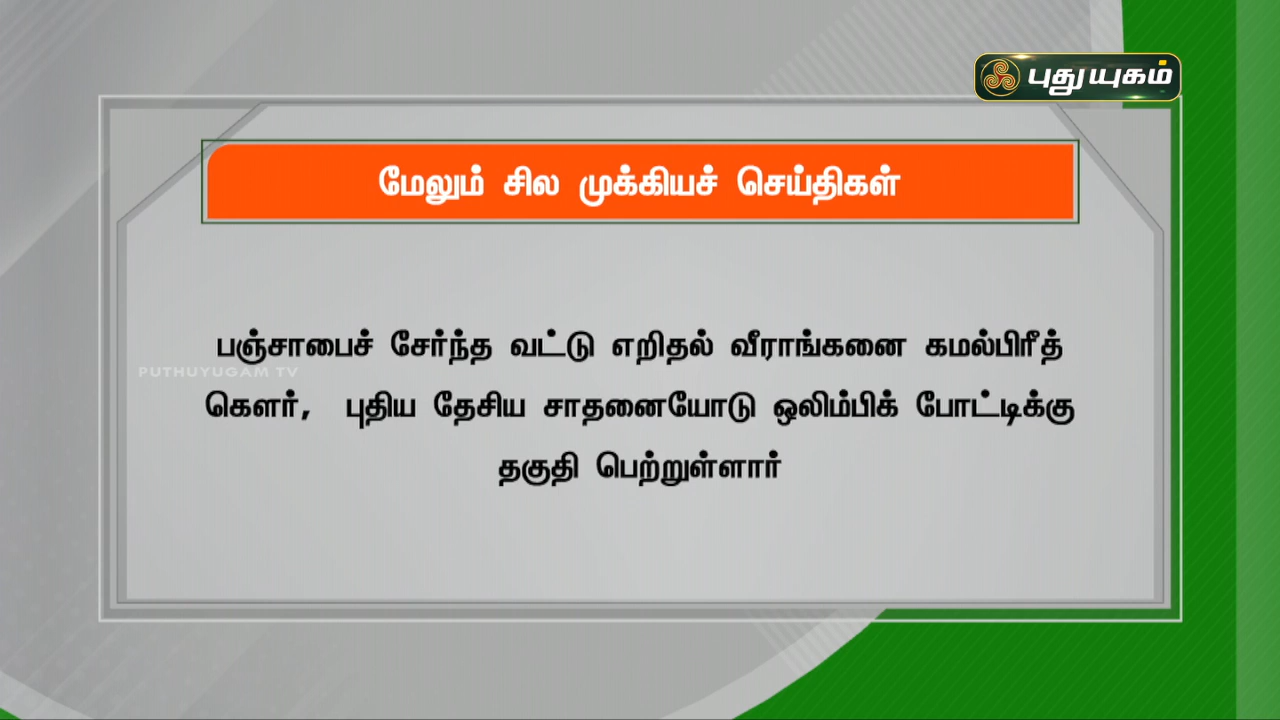 புதுயுகம்
மேலும் சில முக்கியச் செய்திகள்
பஞ்சாபைச் சேர்ந்த வட்டு எறிதல் வீராங்கனை கமல்பிரீத்
PUTHUYUGAM TV
கௌர், புதிய தேசிய சாதனையோடு ஒலிம்பிக் போட்டிக்கு
தகுதி பெற்றுள்ளார்